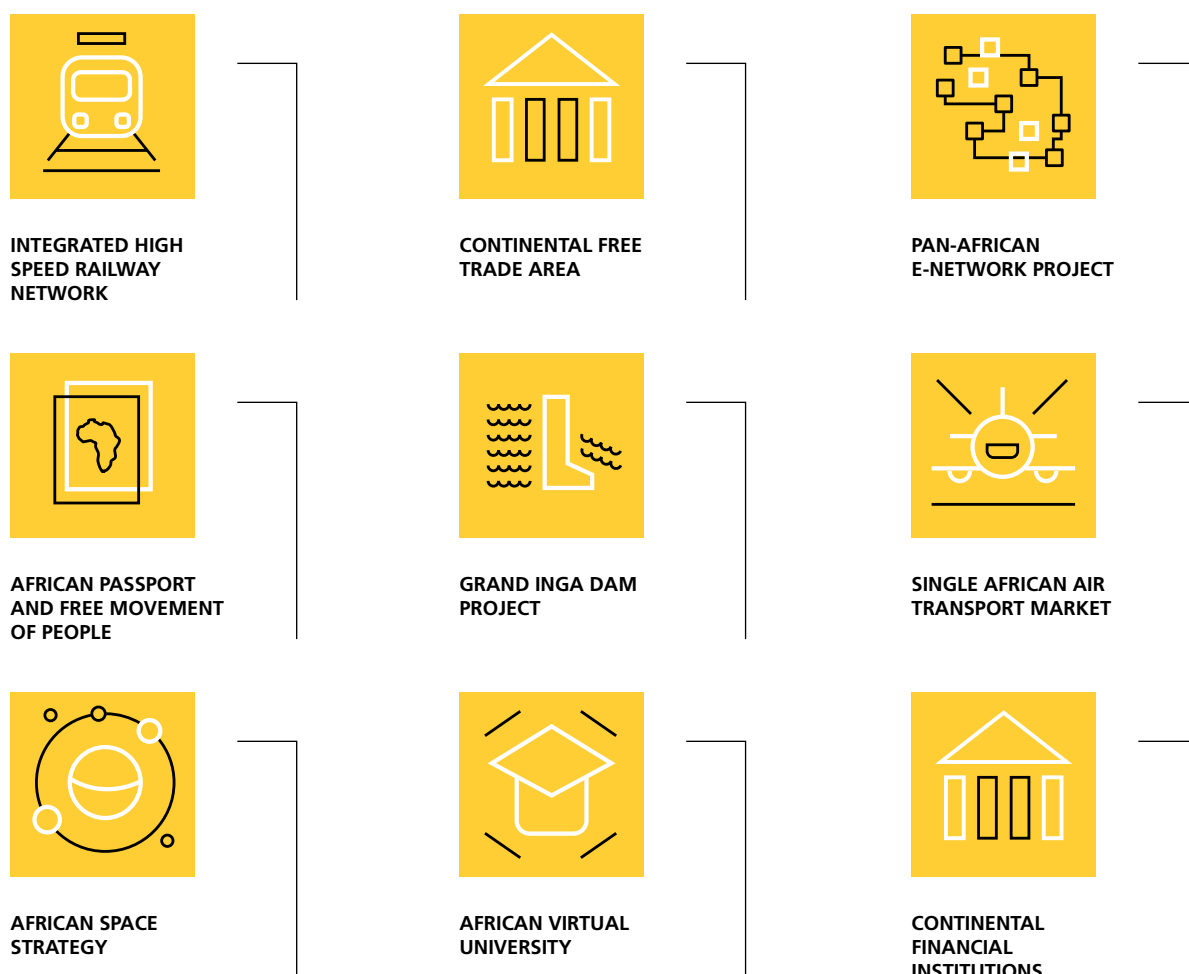 INTEGRATED HIGH
SPEED RAILWAY
NETWORK
CONTINENTAL FREE
TRADE AREA
PAN-AFRICAN
E-NETWORK PROJECT
AFRICAN PASSPORT
AND FREE MOVEMENT
OF PEOPLE
GRAND INGA DAM
PROJECT
SINGLE AFRICAN AIR
TRANSPORT MARKET
AFRICAN SPACE
STRATEGY
AFRICAN VIRTUAL
UNIVERSITY
CONTINENTAL
FINANCIAL
INSTITUTIONS